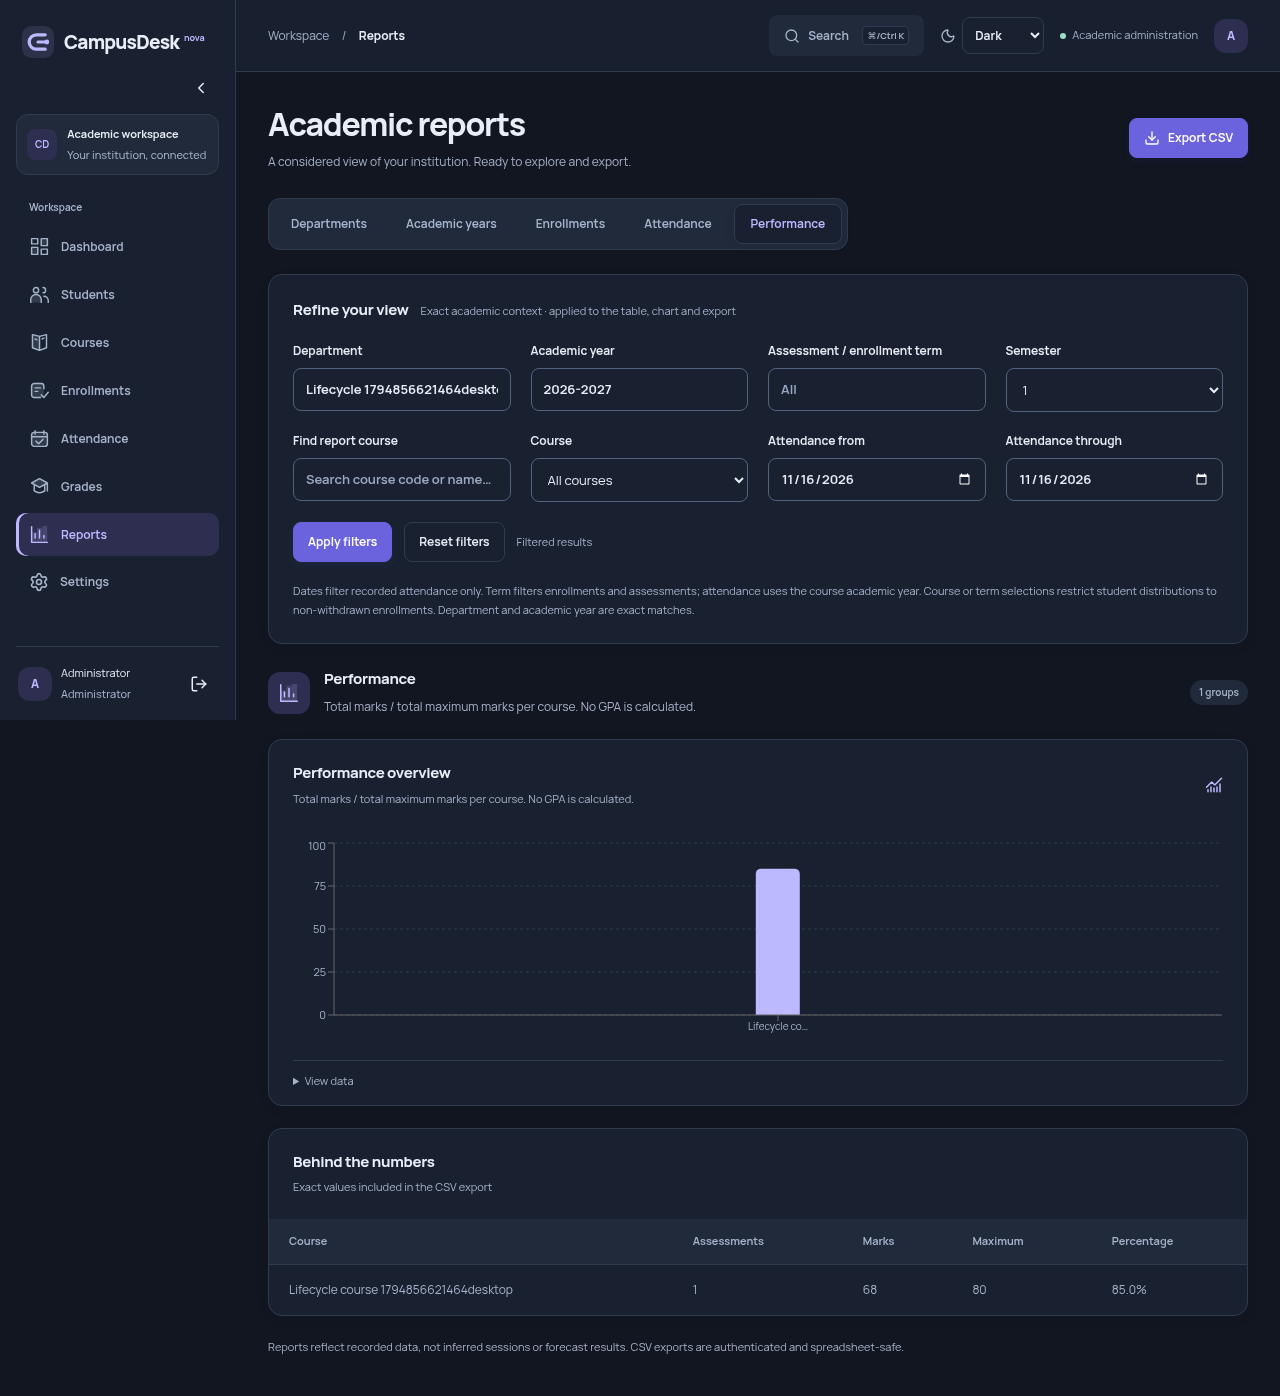 CampusDesk nova
CD
Academic workspace
Your institution, connected
Workspace
Dashboard
Students
Courses
Enrollments
Attendance
Grades
Reports
Settings
A
Administrator
Administrator
Workspace / Reports
Search ⌘/Ctrl K
Dark
Academic administration
A
Academic reports
A considered view of your institution. Ready to explore and export.
Export CSV
Departments Academic years Enrollments Attendance Performance
Refine your view Exact academic context · applied to the table, chart and export
Department Academic year Assessment / enrollment term Semester
Lifecycle 1794856621464deskt 2026-2027 All 1
Find report course Course Attendance from Attendance through
Search course code or name... All courses 11/16/2026 11/16/2026
Apply filters Reset filters Filtered results
Dates filter recorded attendance only. Term filters enrollments and assessments; attendance uses the course academic year. Course or term selections restrict student distributions to
non-withdrawn enrollments. Department and academic year are exact matches.
Performance
Total marks / total maximum marks per course. No GPA is calculated.
1 groups
Performance overview
Total marks / total maximum marks per course. No GPA is calculated.
100
75
50
25
0
Lifecycle co...
View data
Behind the numbers
Exact values included in the CSV export
Course Assessments Marks Maximum Percentage
Lifecycle course 1794856621464desktop 1 68 80 85.0%
Reports reflect recorded data, not inferred sessions or forecast results. CSV exports are authenticated and spreadsheet-safe.